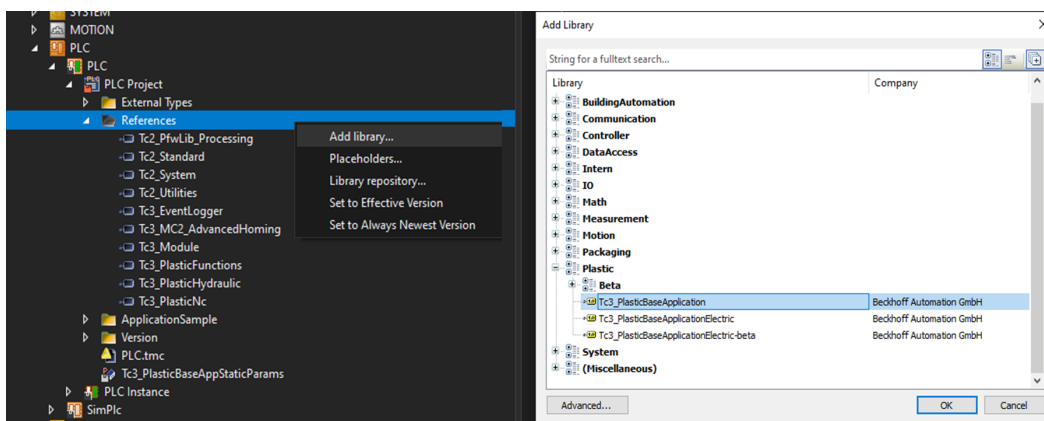 SYSTEM
MOTION
PLC
PLC
PLC Project
External Types
References
Tc2_PfwLib_Processing
Tc2_Standard
Tc2_System
Tc2_Utilities
Tc3_EventLogger
Tc3_MC2_AdvancedHoming
Tc3_Module
Tc3_PlasticFunctions
Tc3_PlasticHydraulic
Tc3_PlasticNc
ApplicationSample
Version
PLC.tmc
Tc3_PlasticBaseAppStaticParams
PLC Instance
SimPlc
Add library...
Placeholders...
Library repository...
Set to Effective Version
Set to Always Newest Version
Add Library
String for a fulltext search...
Library Company
BuildingAutomation
Communication
Controller
DataAccess
Intern
IO
Math
Measurement
Motion
Packaging
Plastic
Beta
Tc3_PlasticBaseApplication Beckhoff Automation GmbH
Tc3_PlasticBaseApplicationElectric Beckhoff Automation GmbH
Tc3_PlasticBaseApplicationElectric-beta Beckhoff Automation GmbH
System
(Miscellaneous)
Advanced... OK Cancel